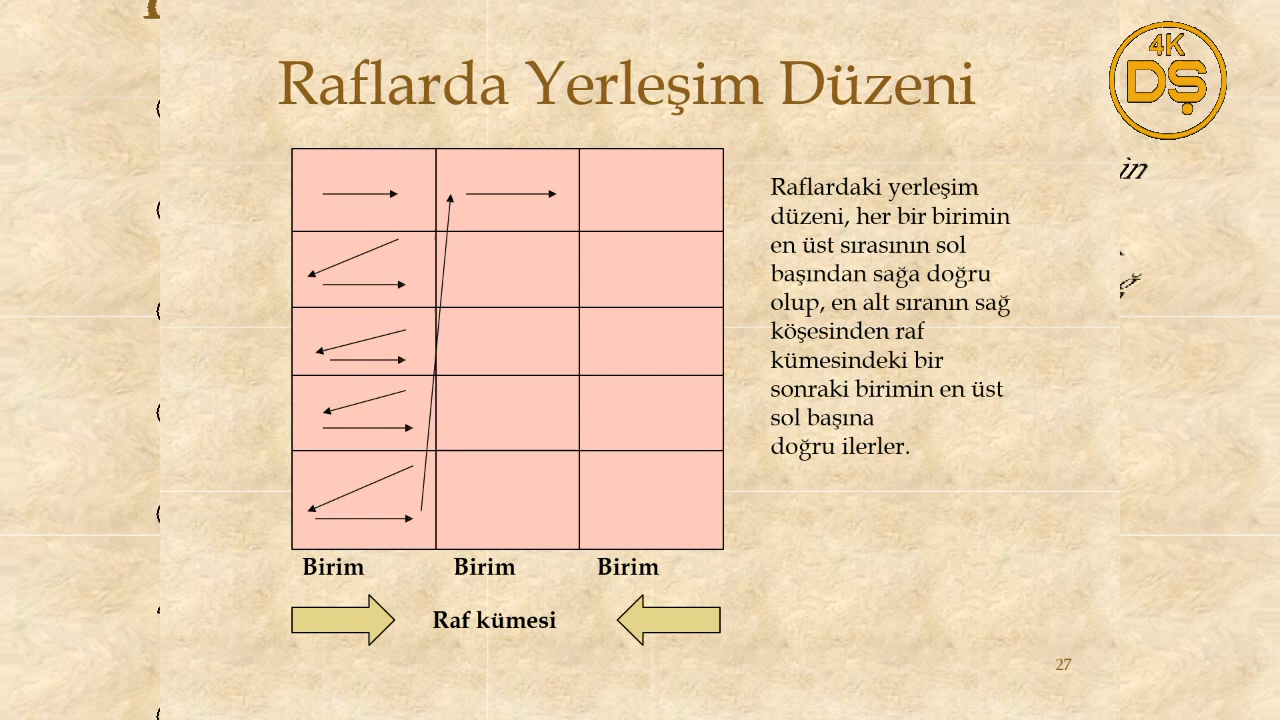 Raflarda Yerleşim Düzeni
4K
DŞ
in
Raflardaki yerleşim
düzeni, her bir birimin
en üst sırasının sol
başından sağa doğru
olup, en alt sıranın sağ
köşesinden raf
kümesindeki bir
sonraki birimin en üst
sol başına
doğru ilerler.
Birim Birim Birim
Raf kümesi
27